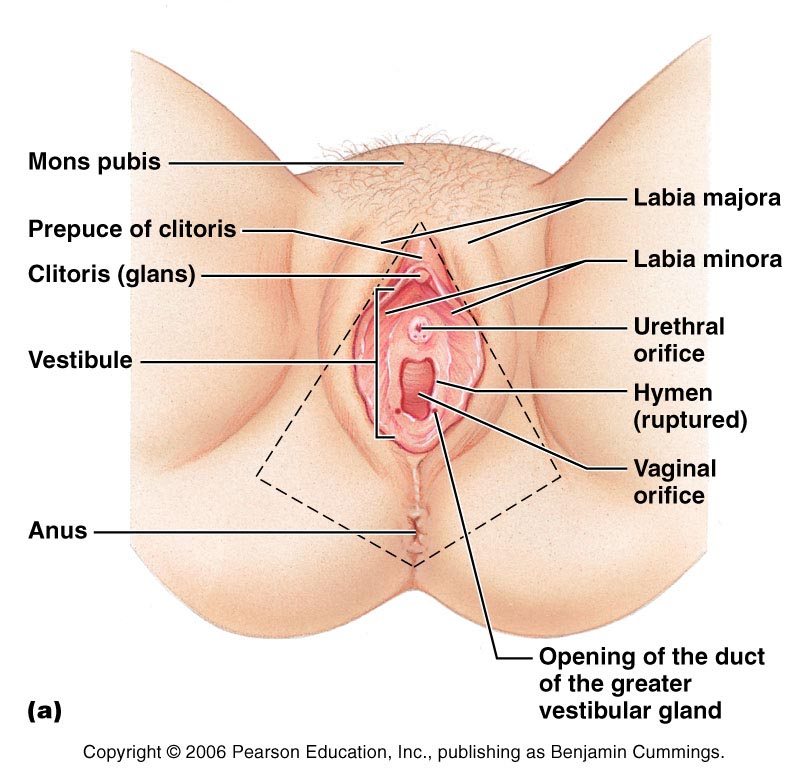 Mons pubis
Prepuce of clitoris
Clitoris (glans)
Vestibule
Anus
Labia majora
Labia minora
Urethral
orifice
Hymen
(ruptured)
Vaginal
orifice
Opening of the duct
of the greater
vestibular gland
(a)
Copyright © 2006 Pearson Education, Inc., publishing as Benjamin Cummings.